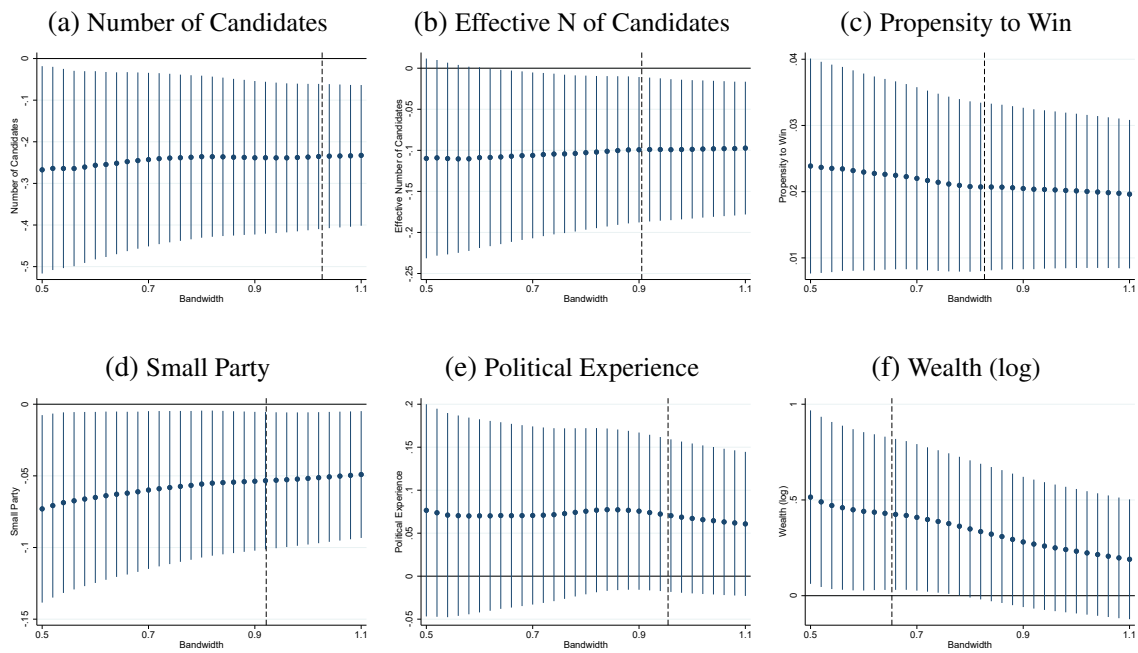 (a) Number of Candidates
(b) Effective N of Candidates
(c) Propensity to Win
Number of Candidates
0
-.1
-.2
-.3
-.4
-.5
0.5
0.7
0.9
1.1
Bandwidth
Effective Number of Candidates
0
-.05
-.1
-.15
-.2
-.25
0.5
0.7
0.9
1.1
Bandwidth
Propensity to Win
.04
.03
.02
.01
0.5
0.7
0.9
1.1
Bandwidth
(d) Small Party
(e) Political Experience
(f) Wealth (log)
Small Party
0
-.05
-.1
-.15
0.5
0.7
0.9
1.1
Bandwidth
Political Experience
.2
.15
.1
.05
0
-.05
0.5
0.7
0.9
1.1
Bandwidth
Wealth (log)
1
.5
0
0.5
0.7
0.9
1.1
Bandwidth